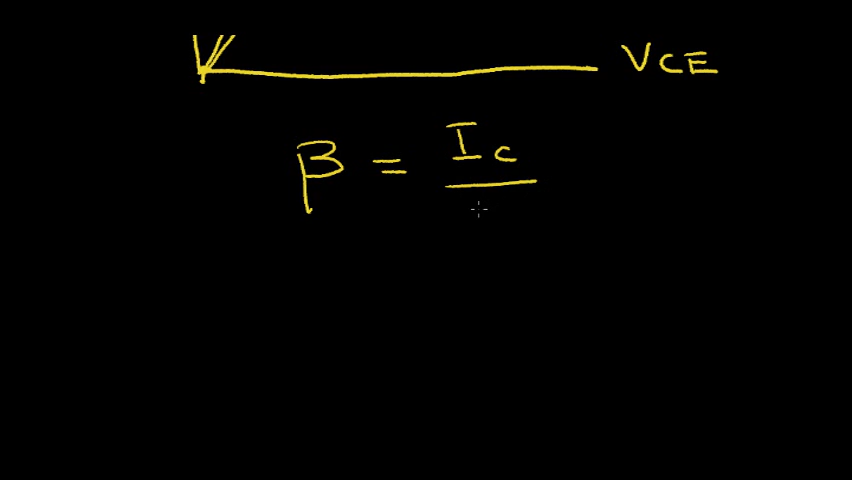 VCE
β = Ic